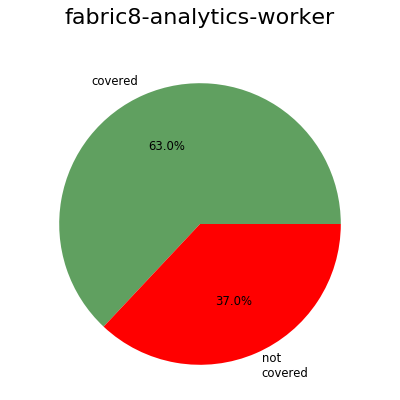 fabric8-analytics-worker
covered
63.0%
37.0%
not
covered